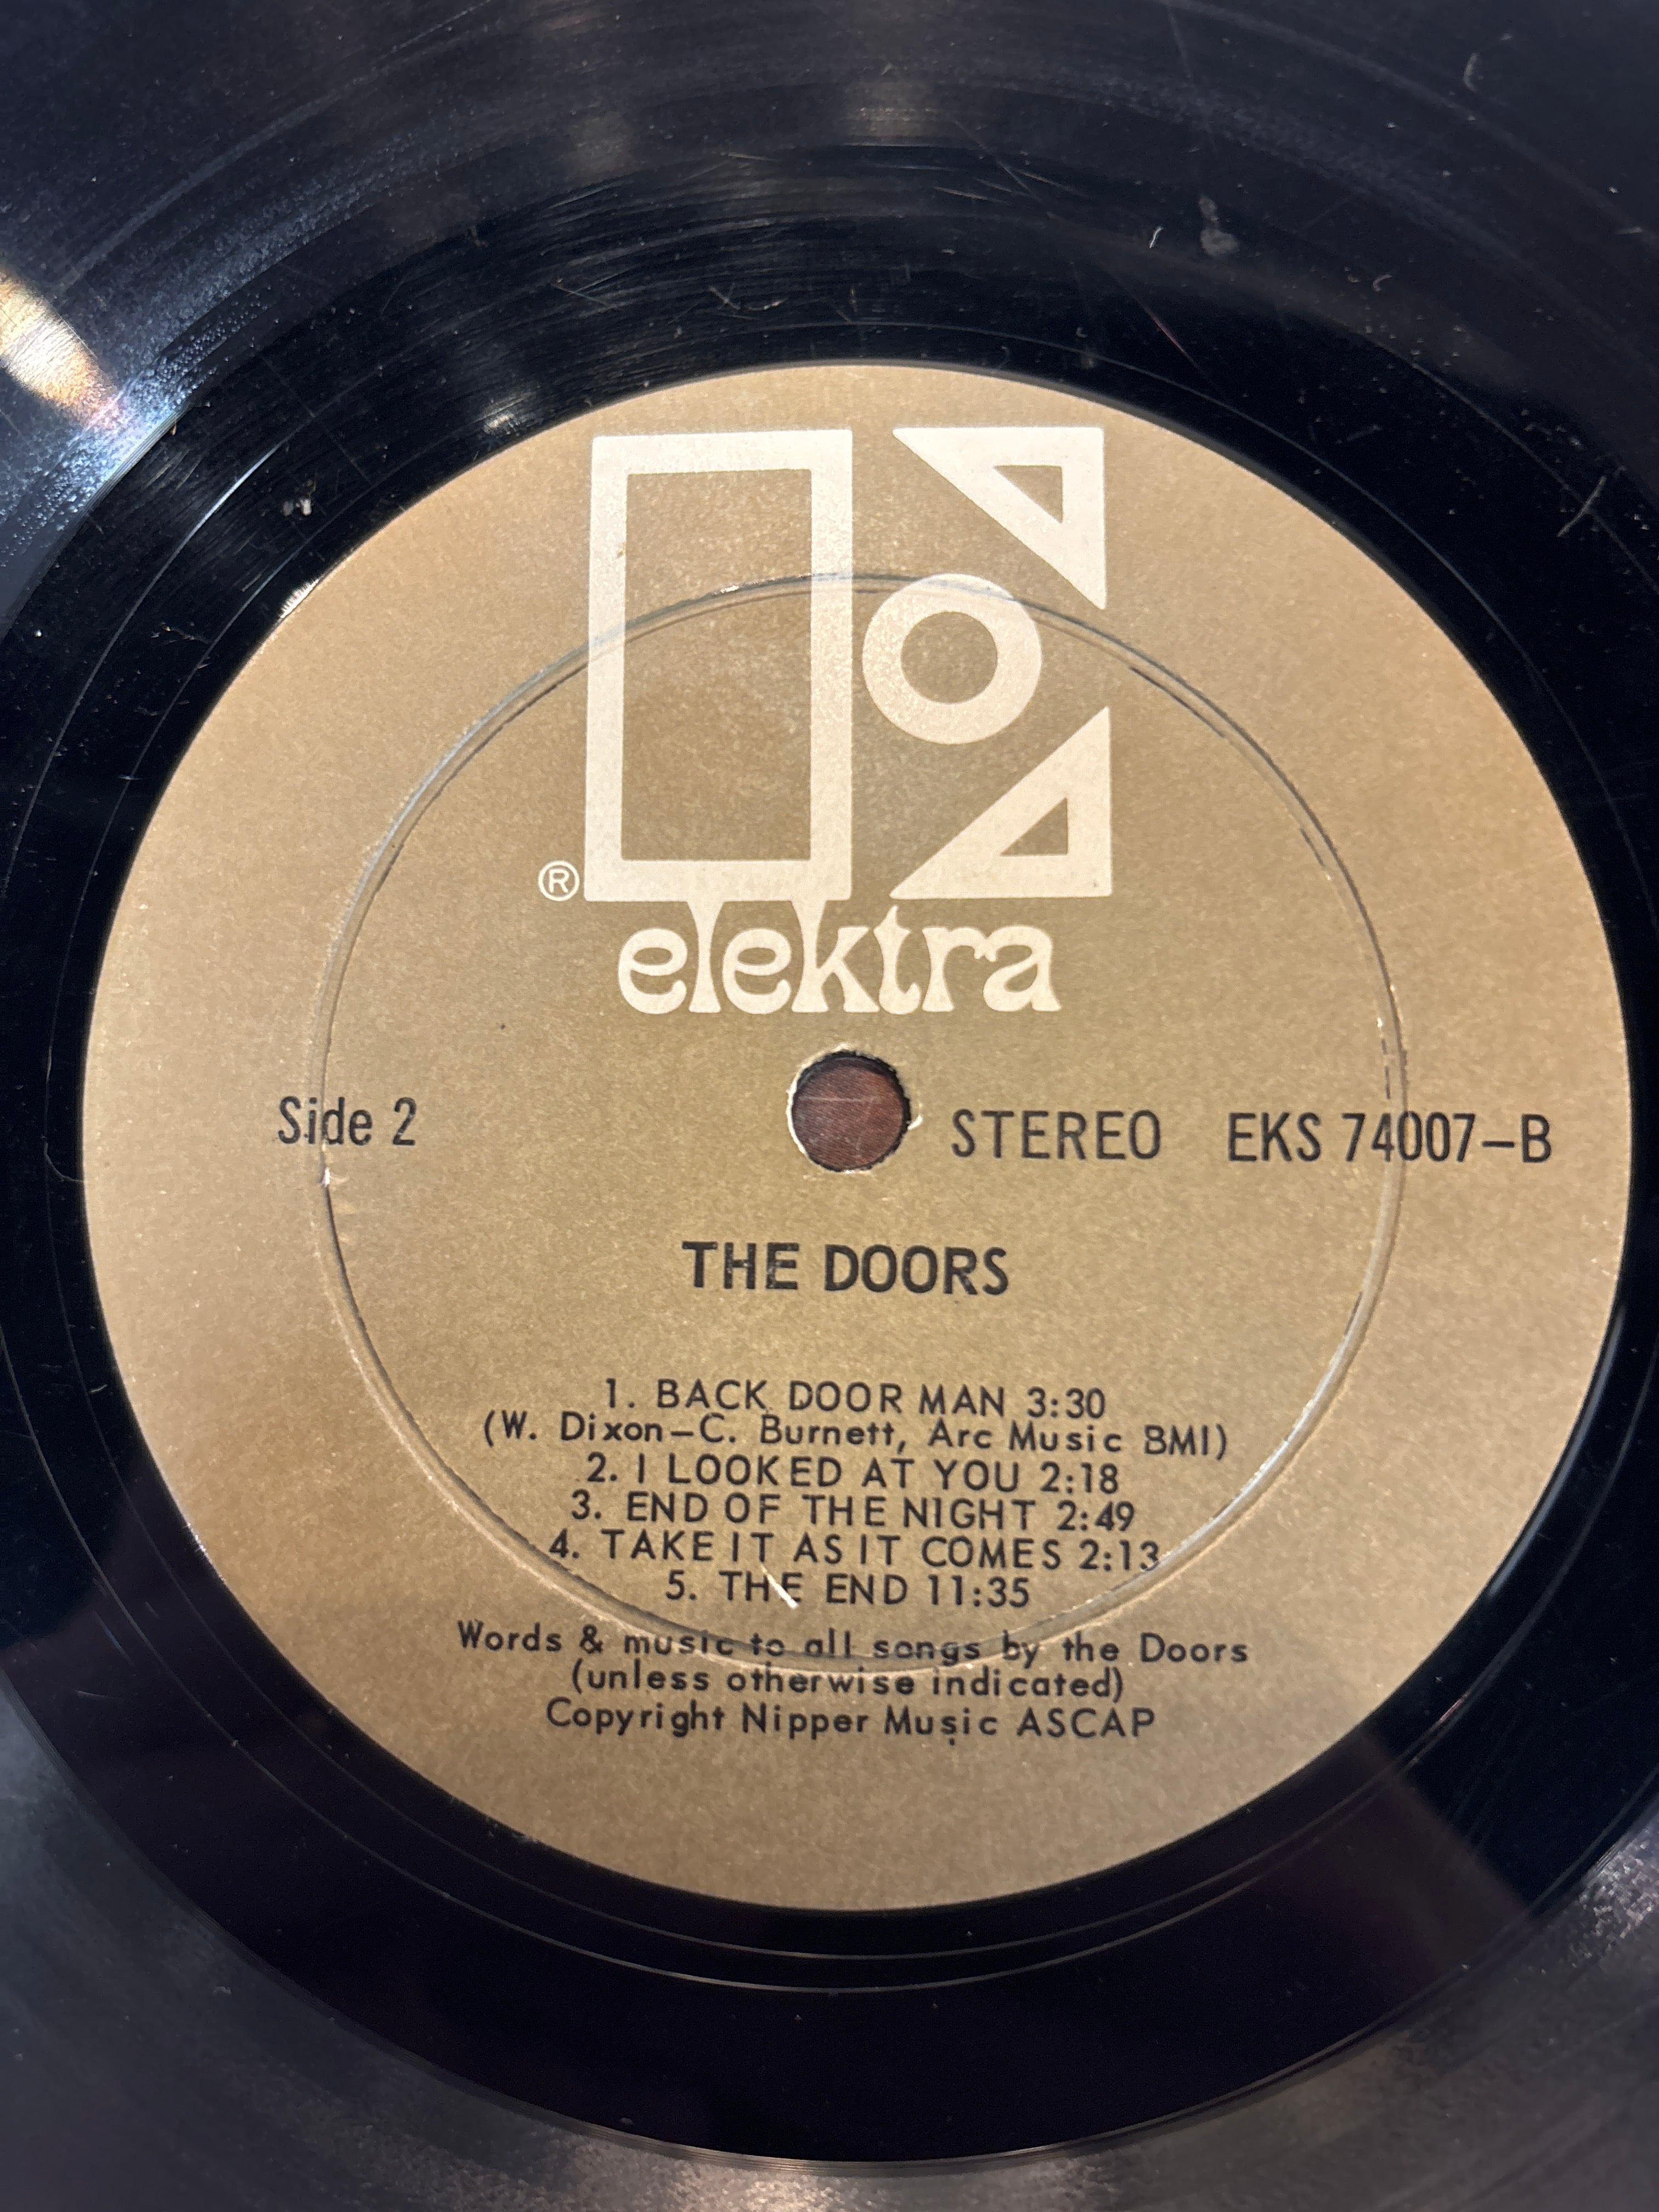 ®
elektra
Side 2
STEREO EKS 74007–B
THE DOORS
1. BACK DOOR MAN 3:30
(W. Dixon–C. Burnett, Arc Music BMI)
2. I LOOKED AT YOU 2:18
3. END OF THE NIGHT 2:49
4. TAKE IT AS IT COMES 2:13
5. THE END 11:35
Words & music to all songs by the Doors
(unless otherwise indicated)
Copyright Nipper Music ASCAP